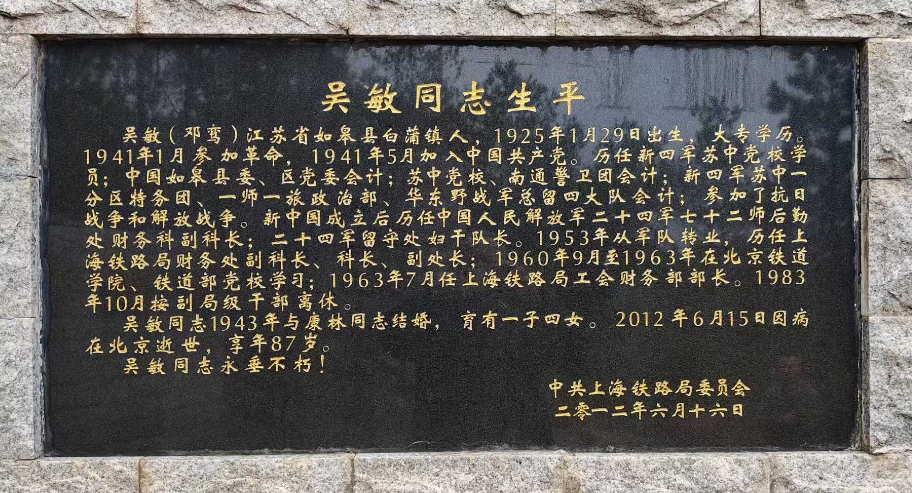 吴敏同志生平
吴敏（邓鸾）江苏省如皋县白蒲镇人，1925年1月29日出生，大专学历。
1941年1月参加革命，1941年5月加入中国共产党。历任新四军苏中党校学
员；中国如皋县委、区党委会计；苏中党校、南通警卫团会计；新四军苏中一
分区特务团、一师一旅政治部、华东野战军总留四大队会计；参加了抗日
战争和解放战争。新中国成立后历任中国人民解放军二十四军七十二师后勤
处财务科副科长；二十四军留守处妇干队长。1953年从军队转业，历任上
海铁路局财务处副科长、科长、副处长；1960年9月至1963年在北京铁道
学院、铁道部党校学习；1963年7月任上海铁路局工会财务部部长。1983
年10月按副局级干部离休。
吴敏同志1943年与康林同志结婚，育有一子四女。2012年6月15日因病
在北京逝世，享年87岁。
吴敏同志永垂不朽！
中共上海铁路局委员会
二零一二年六月十六日